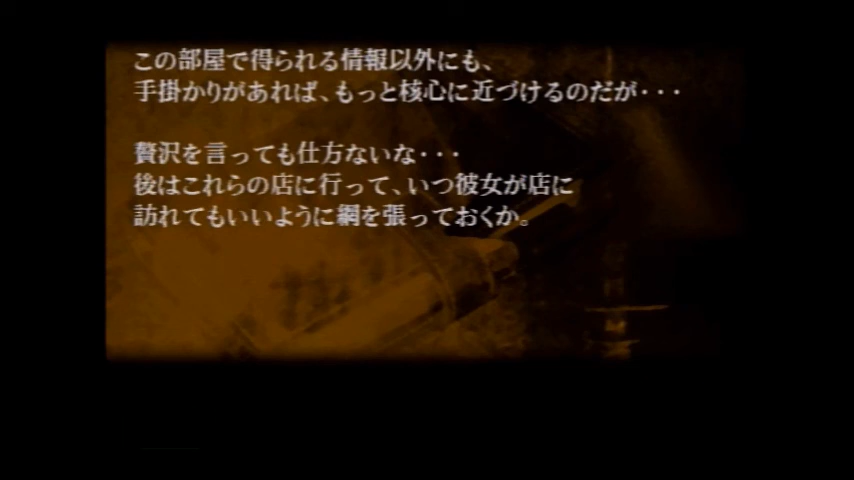 この部屋で得られる情報以外にも、
手掛かりがあれば、もっと核心に近づけるのだが・・・
贅沢を言っても仕方ないな・・・
後はこれらの店に行って、いつ彼女が店に
訪れてもいいように網を張っておくか。